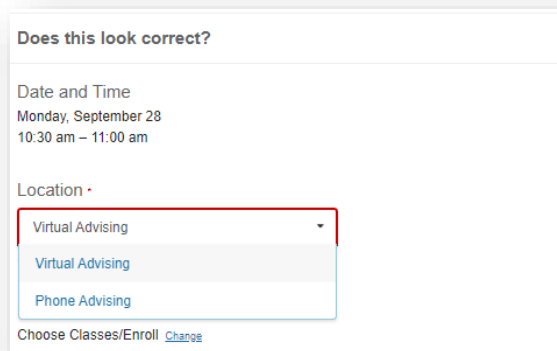 Does this look correct?
Date and Time
Monday, September 28
10:30 am – 11:00 am
Location *
Virtual Advising
Virtual Advising
Phone Advising
Choose Classes/Enroll Change